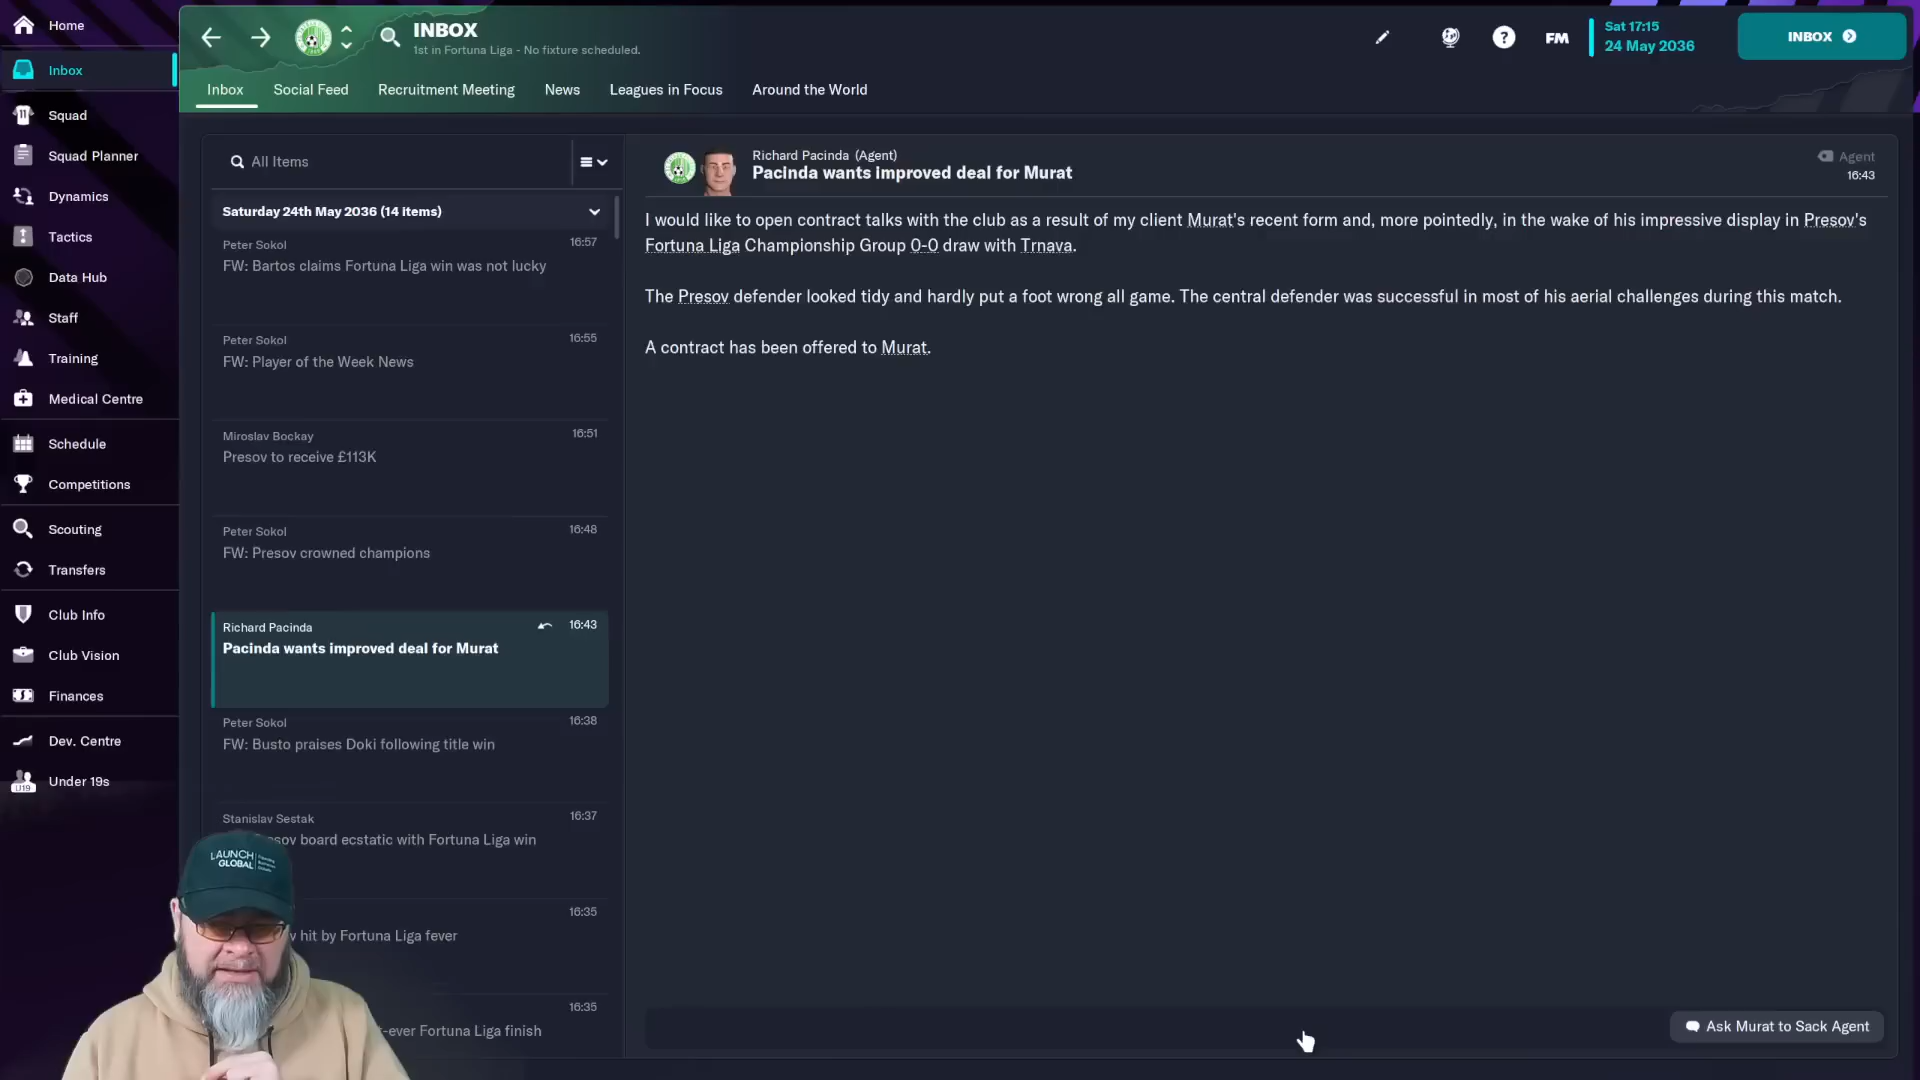 Home
Inbox
Squad
Squad Planner
Dynamics
Tactics
Data Hub
Staff
Training
Medical Centre
Schedule
Competitions
Scouting
Transfers
Club Info
Club Vision
Finances
Dev. Centre
Under 19s
INBOX
1st in Fortuna Liga - No fixture scheduled.
FM
Sat 17:15
24 May 2036
INBOX
Inbox Social Feed Recruitment Meeting News Leagues in Focus Around the World
All Items
Saturday 24th May 2036 (14 items)
Peter Sokol 16:57
FW: Bartos claims Fortuna Liga win was not lucky
Peter Sokol 16:55
FW: Player of the Week News
Miroslav Bockay 16:51
Presov to receive £113K
Peter Sokol 16:48
FW: Presov crowned champions
Richard Pacinda 16:43
Pacinda wants improved deal for Murat
Peter Sokol 16:38
FW: Busto praises Doki following title win
Stanislav Sestak 16:37
board ecstatic with Fortuna Liga win
16:35
hit by Fortuna Liga fever
16:35
-ever Fortuna Liga finish
Richard Pacinda (Agent)
Pacinda wants improved deal for Murat
Agent
16:43
I would like to open contract talks with the club as a result of my client Murat's recent form and, more pointedly, in the wake of his impressive display in Presov's
Fortuna Liga Championship Group 0-0 draw with Trnava.
The Presov defender looked tidy and hardly put a foot wrong all game. The central defender was successful in most of his aerial challenges during this match.
A contract has been offered to Murat.
Ask Murat to Sack Agent
LAUNCH
GLOBAL